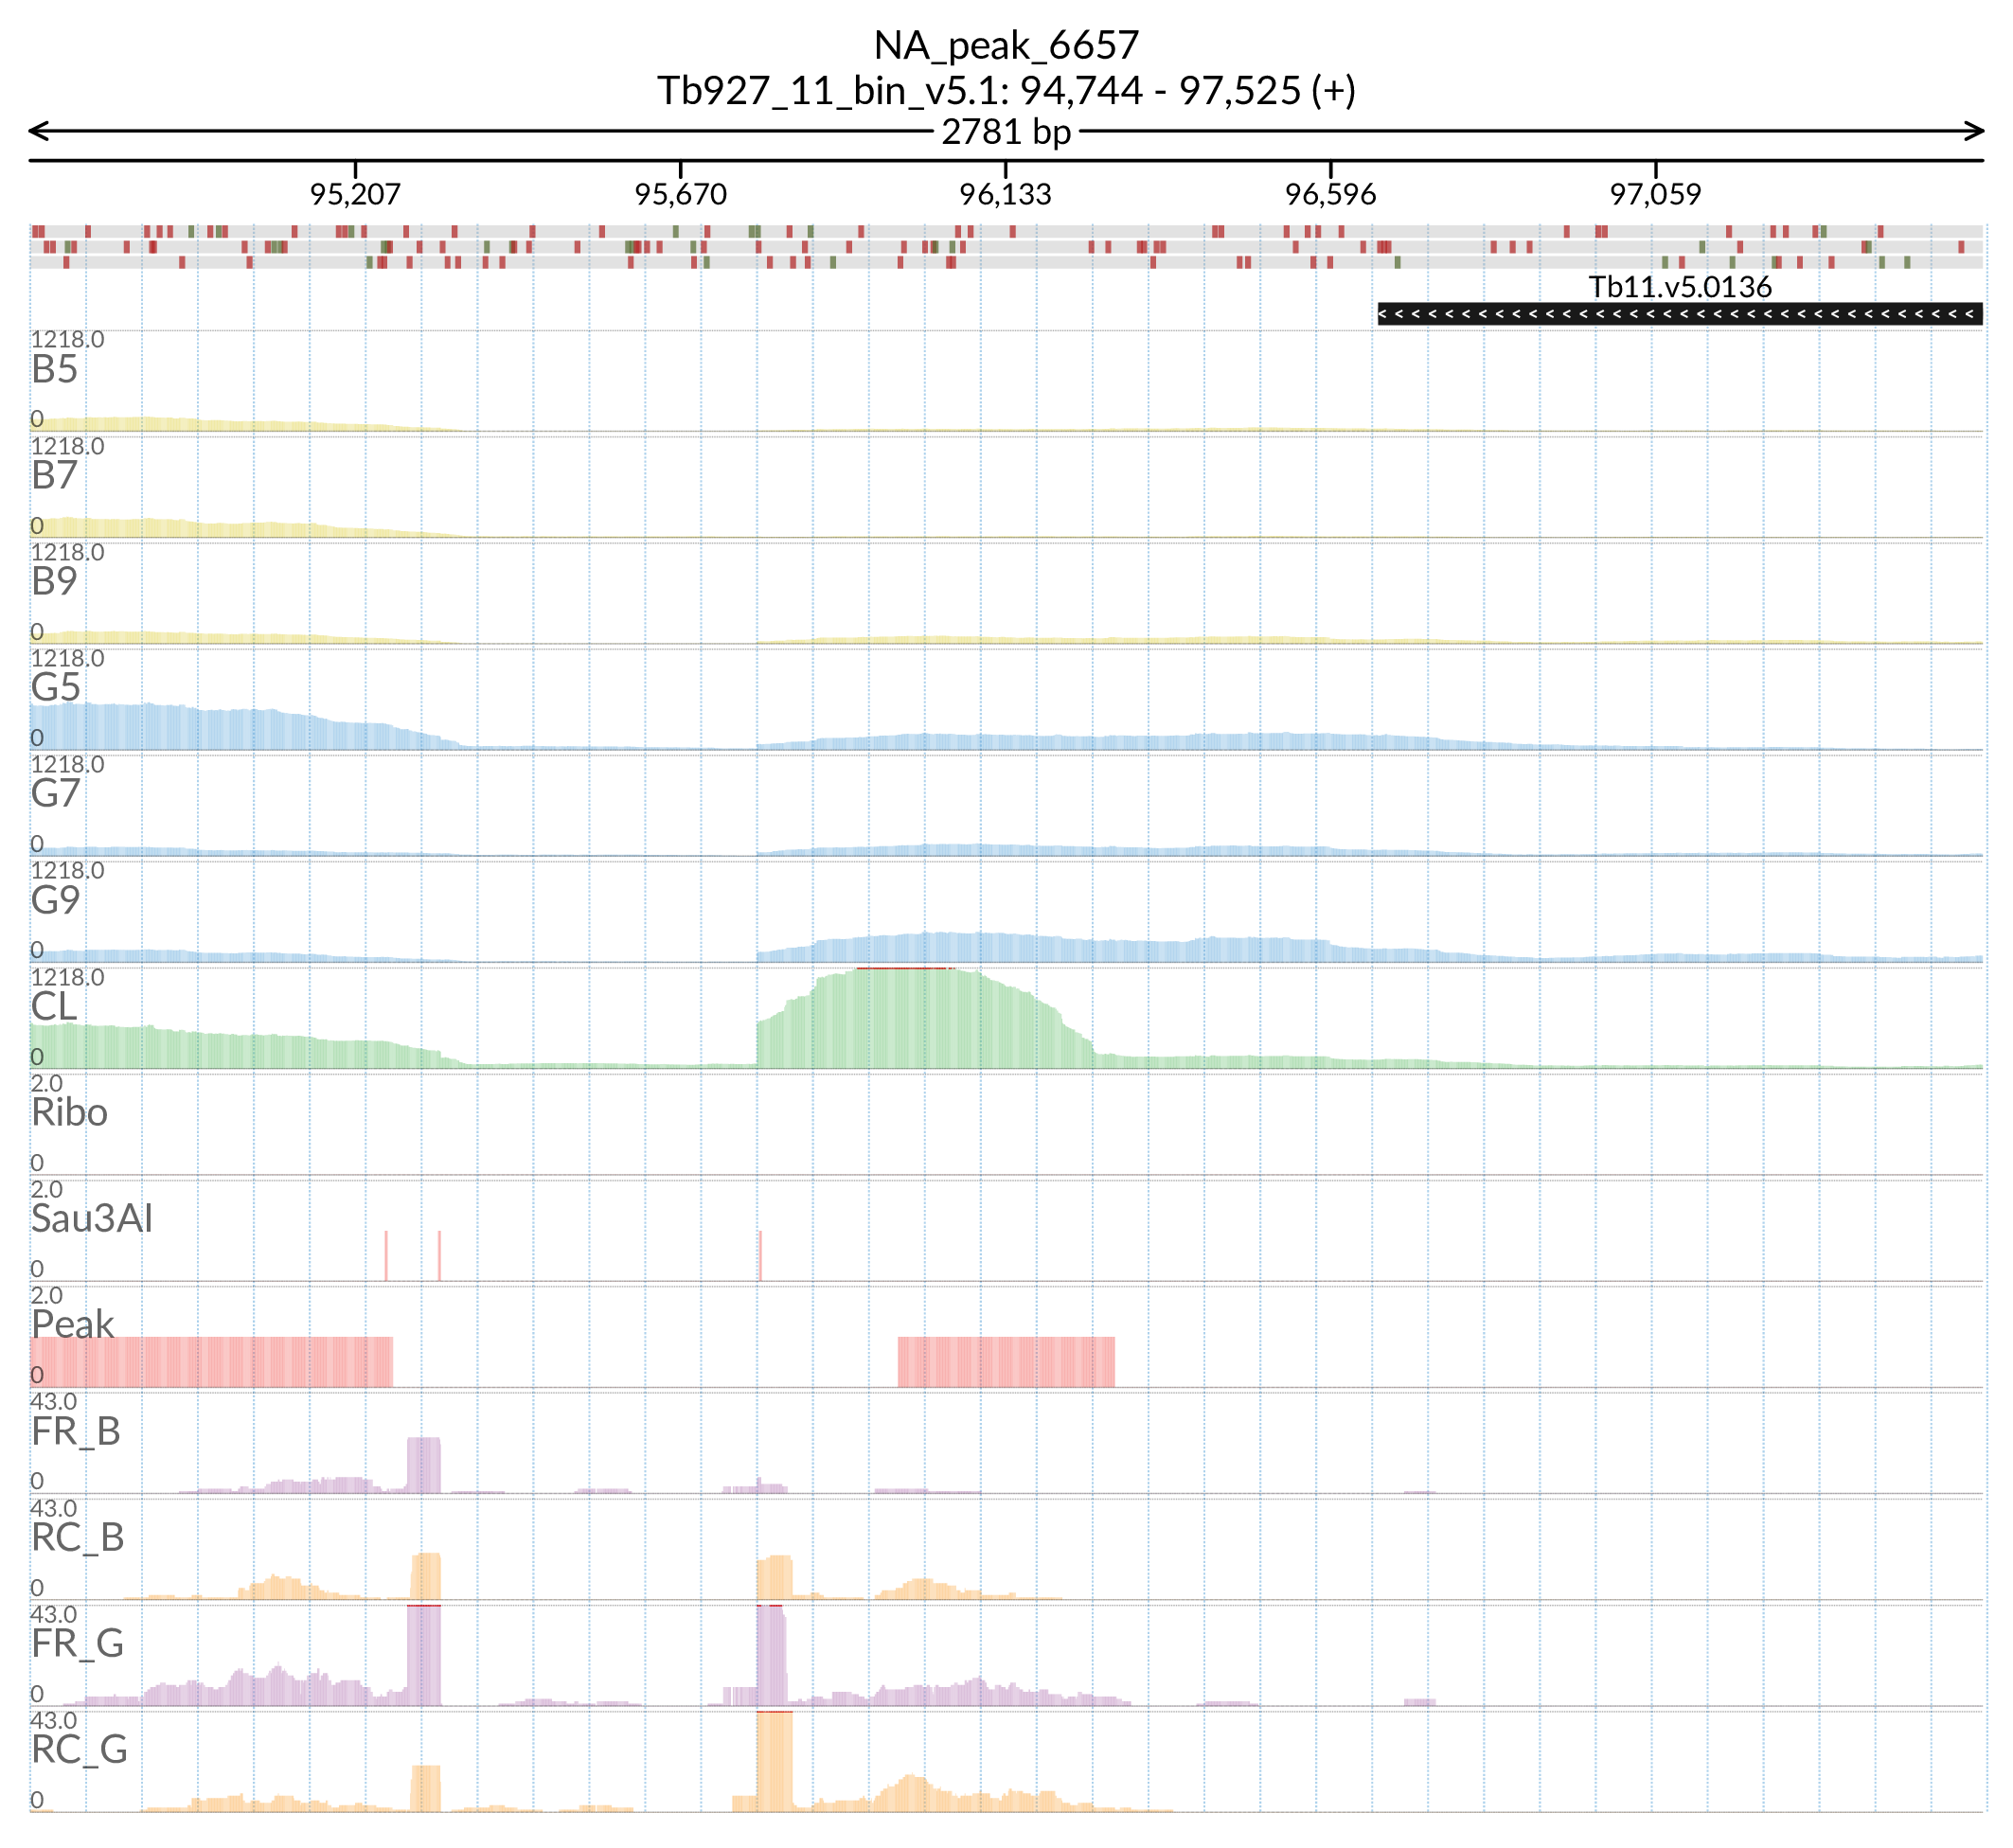 NA_peak_6657
Tb927_11_bin_v5.1: 94,744 - 97,525 (+)
2781 bp
95,207 95,670 96,133 96,596 97,059
Tb11.v5.0136
1218.0
B5
0
1218.0
B7
0
1218.0
B9
0
1218.0
G5
0
1218.0
G7
0
1218.0
G9
0
1218.0
CL
0
2.0
Ribo
0
2.0
Sau3AI
0
2.0
Peak
0
43.0
FR_B
0
43.0
RC_B
0
43.0
FR_G
0
43.0
RC_G
0